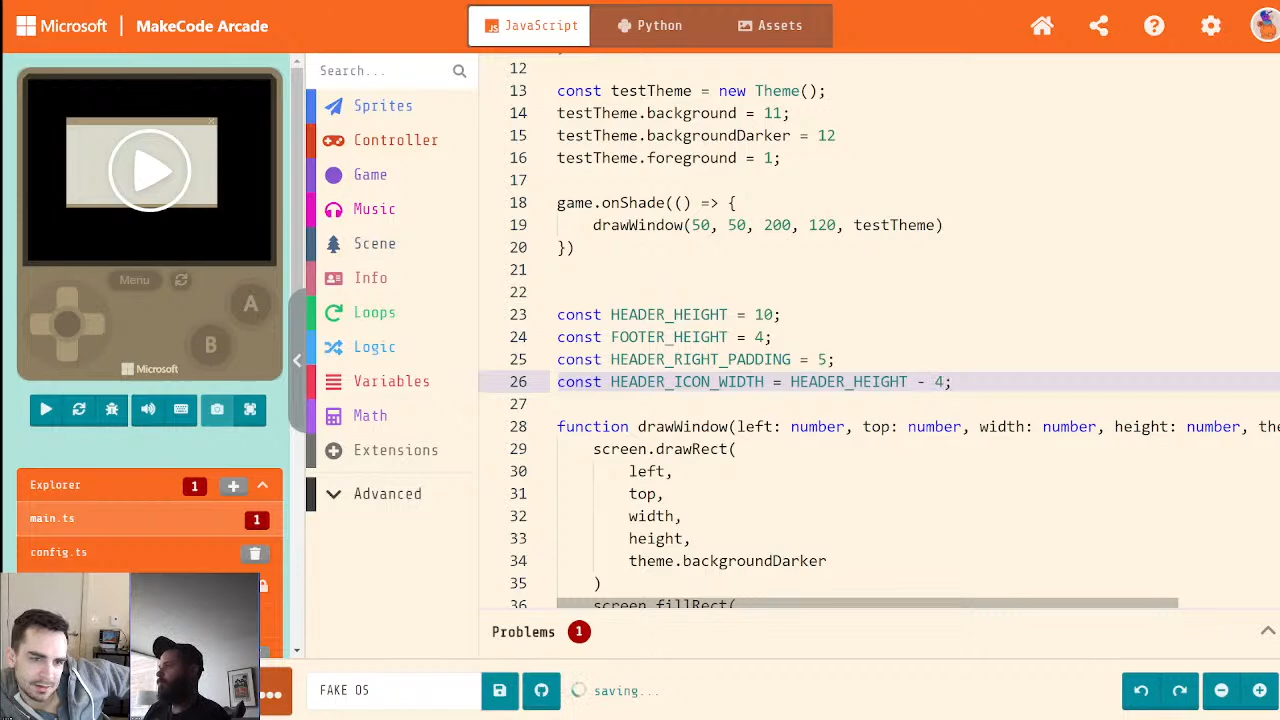 Microsoft | MakeCode Arcade
JavaScript
Python
Assets
Menu
A
B
Microsoft
Search...
Sprites
Controller
Game
Music
Scene
Info
Loops
Logic
Variables
Math
Extensions
Advanced
12
13 const testTheme = new Theme();
14 testTheme.background = 11;
15 testTheme.backgroundDarker = 12
16 testTheme.foreground = 1;
17
18 game.onShade(() => {
19 drawWindow(50, 50, 200, 120, testTheme)
20 })
21
22
23 const HEADER_HEIGHT = 10;
24 const FOOTER_HEIGHT = 4;
25 const HEADER_RIGHT_PADDING = 5;
26 const HEADER_ICON_WIDTH = HEADER_HEIGHT - 4;
27
28 function drawWindow(left: number, top: number, width: number, height: number, the
29 screen.drawRect(
30 left,
31 top,
32 width,
33 height,
34 theme.backgroundDarker
35 )
36 screen.fillRect(
Explorer 1
main.ts 1
config.ts
Problems 1
FAKE OS
saving...